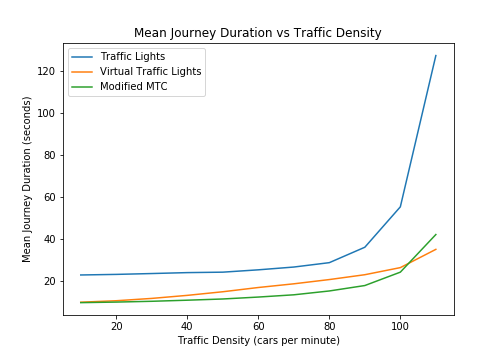 Mean Journey Duration vs Traffic Density
Traffic Lights
Virtual Traffic Lights
Modified MTC
Mean Journey Duration (seconds)
120
100
80
60
40
20
20 40 60 80 100
Traffic Density (cars per minute)